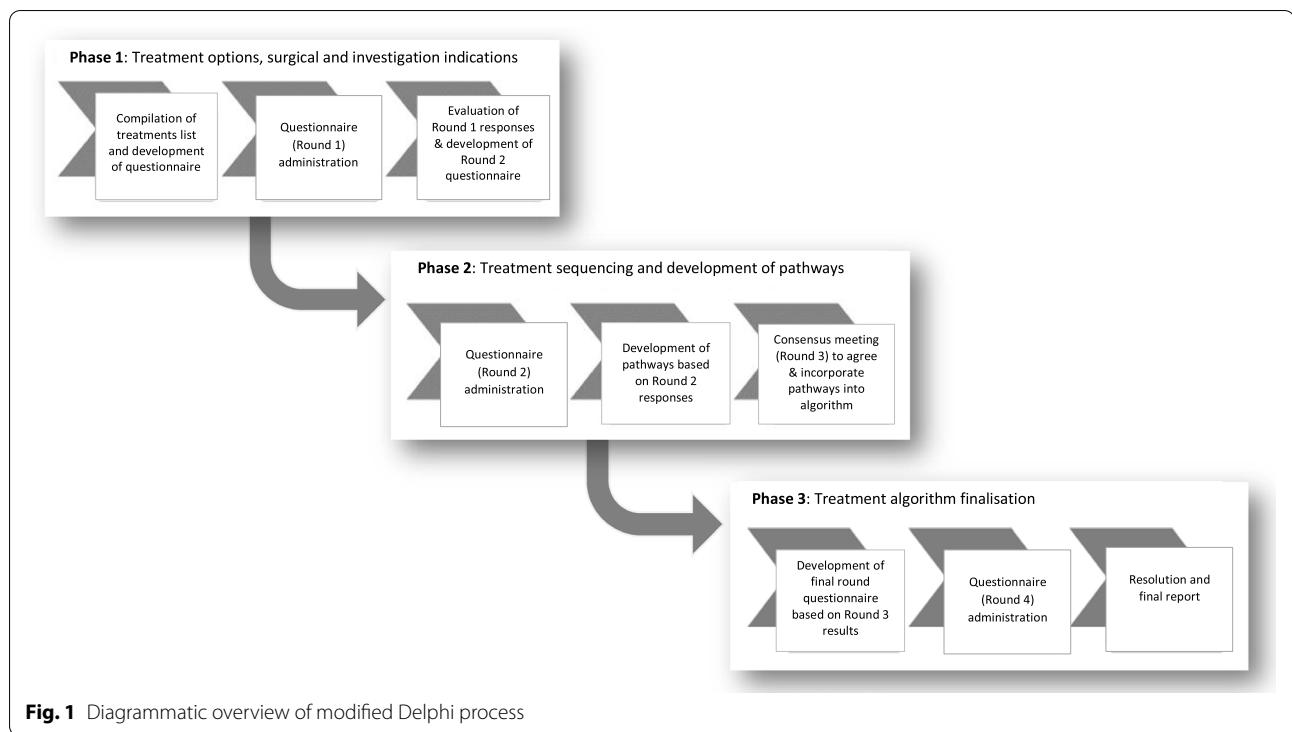 Phase 1: Treatment options, surgical and investigation indications
Compilation of
treatments list
and development
of questionnaire
Questionnaire
(Round 1)
administration
Evaluation of
Round 1 responses
& development of
Round 2
questionnaire
Phase 2: Treatment sequencing and development of pathways
Questionnaire
(Round 2)
administration
Development of
pathways based
on Round 2
responses
Consensus meeting
(Round 3) to agree
& incorporate
pathways into
algorithm
Phase 3: Treatment algorithm finalisation
Development of
final round
questionnaire
based on Round 3
results
Questionnaire
(Round 4)
administration
Resolution and
final report
Fig. 1 Diagrammatic overview of modified Delphi process